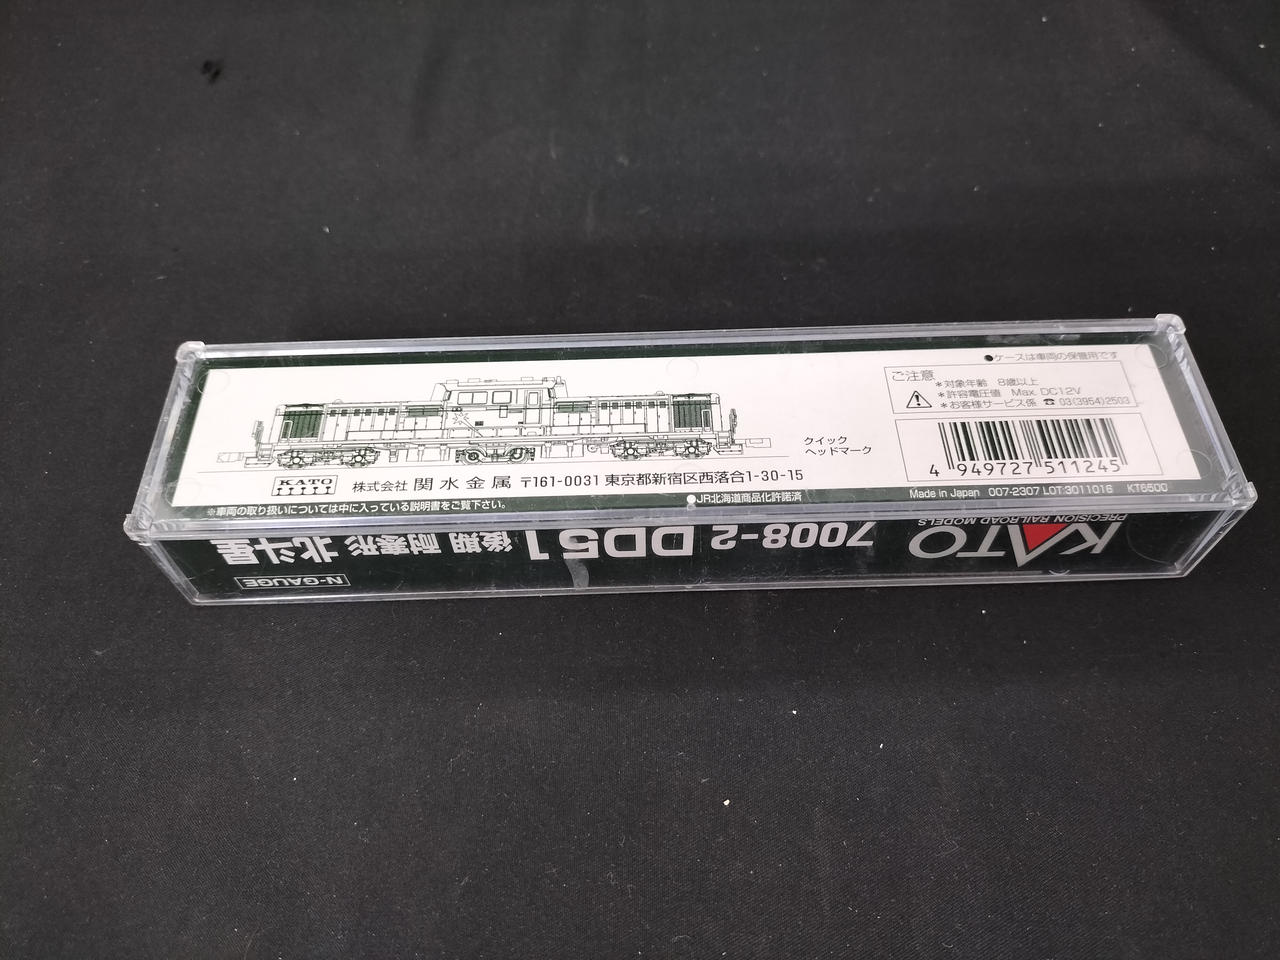 ●ケースは車両の保管用です
ご注意
＊対象年齢　8歳以上
＊許容電圧値　Max. DC12V
＊お客様サービス係 ☎ 03(3954)2503
クイック
ヘッドマーク
4 949727 511245
KATO
株式会社 関水金属 〒161-0031 東京都新宿区西落合1-30-15
※車両の取り扱いについては中に入っている説明書をご覧下さい。
●JR北海道商品化許諾済
Made in Japan 007-2307 LOT:3011016 KT6500
KATO
PRECISION RAILROAD MODELS
7008-2 DD51 後期 耐寒形 北斗星
N-GAUGE